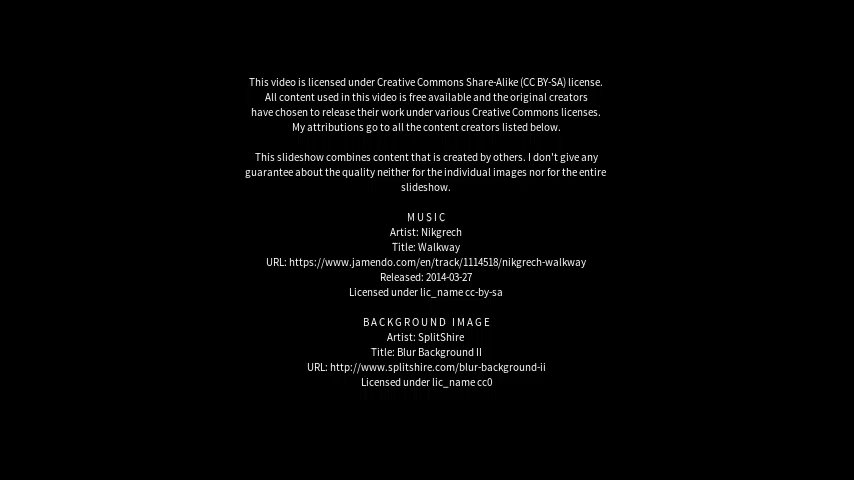 This video is licensed under Creative Commons Share-Alike (CC BY-SA) license.
All content used in this video is free available and the original creators
have chosen to release their work under various Creative Commons licenses.
My attributions go to all the content creators listed below.
This slideshow combines content that is created by others. I don't give any
guarantee about the quality neither for the individual images nor for the entire
slideshow.
MUSIC
Artist: Nikgrech
Title: Walkway
URL: https://www.jamendo.com/en/track/1114518/nikgrech-walkway
Released: 2014-03-27
Licensed under lic_name cc-by-sa
BACKGROUND IMAGE
Artist: SplitShire
Title: Blur Background II
URL: http://www.splitshire.com/blur-background-ii
Licensed under lic_name cc0